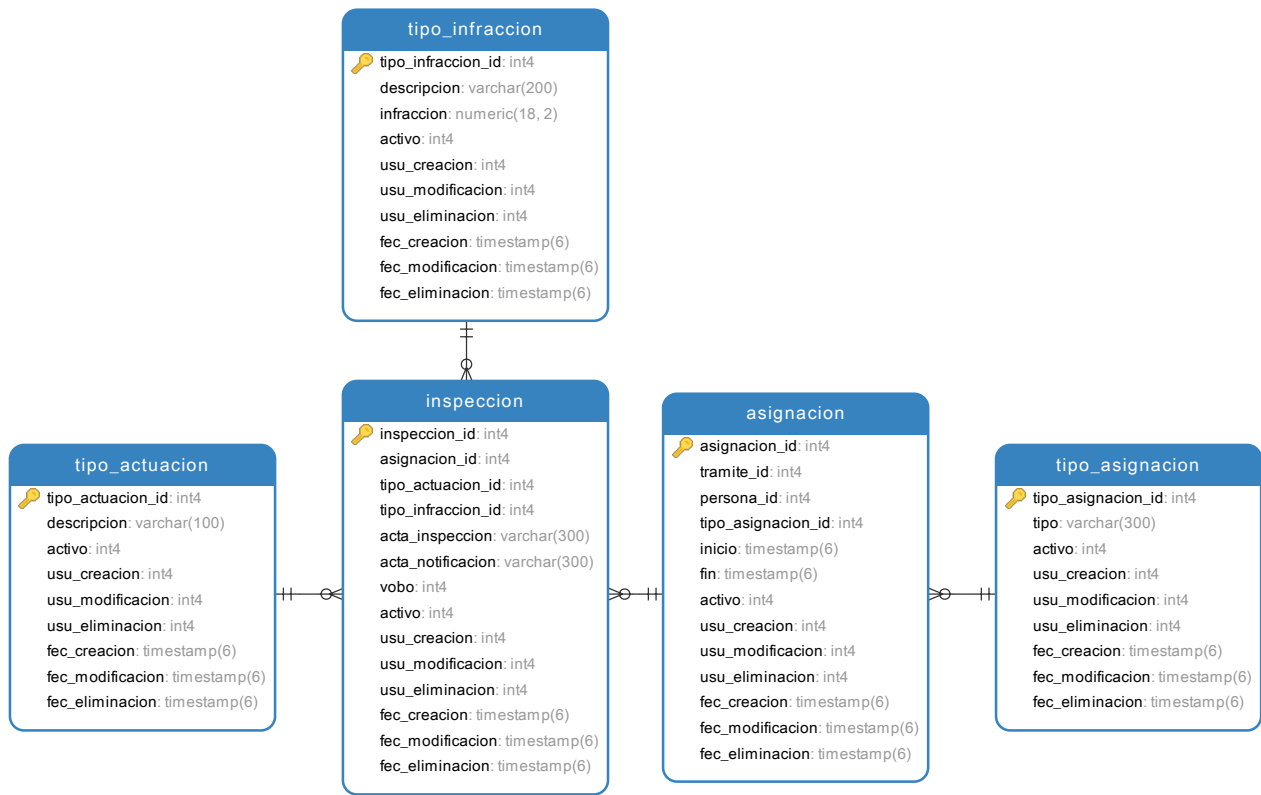 tipo_infraccion
tipo_infraccion_id: int4
descripcion: varchar(200)
infraccion: numeric(18, 2)
activo: int4
usu_creacion: int4
usu_modificacion: int4
usu_eliminacion: int4
fec_creacion: timestamp(6)
fec_modificacion: timestamp(6)
fec_eliminacion: timestamp(6)
tipo_actuacion
tipo_actuacion_id: int4
descripcion: varchar(100)
activo: int4
usu_creacion: int4
usu_modificacion: int4
usu_eliminacion: int4
fec_creacion: timestamp(6)
fec_modificacion: timestamp(6)
fec_eliminacion: timestamp(6)
inspeccion
inspeccion_id: int4
asignacion_id: int4
tipo_actuacion_id: int4
tipo_infraccion_id: int4
acta_inspeccion: varchar(300)
acta_notificacion: varchar(300)
vobo: int4
activo: int4
usu_creacion: int4
usu_modificacion: int4
usu_eliminacion: int4
fec_creacion: timestamp(6)
fec_modificacion: timestamp(6)
fec_eliminacion: timestamp(6)
asignacion
asignacion_id: int4
tramite_id: int4
persona_id: int4
tipo_asignacion_id: int4
inicio: timestamp(6)
fin: timestamp(6)
activo: int4
usu_creacion: int4
usu_modificacion: int4
usu_eliminacion: int4
fec_creacion: timestamp(6)
fec_modificacion: timestamp(6)
fec_eliminacion: timestamp(6)
tipo_asignacion
tipo_asignacion_id: int4
tipo: varchar(300)
activo: int4
usu_creacion: int4
usu_modificacion: int4
usu_eliminacion: int4
fec_creacion: timestamp(6)
fec_modificacion: timestamp(6)
fec_eliminacion: timestamp(6)